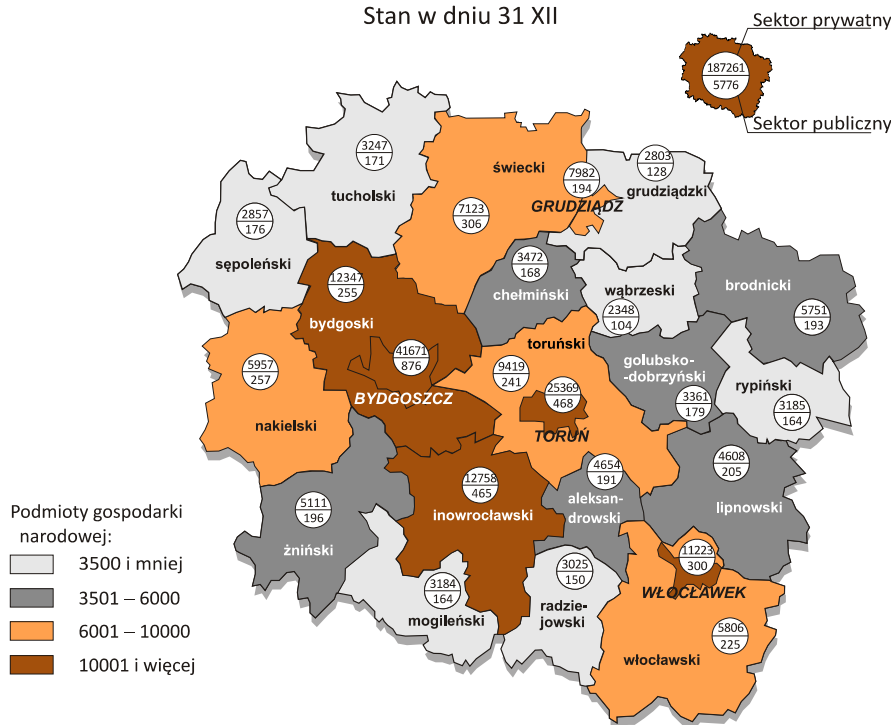 Stan w dniu 31 XII
Sektor prywatny
187261
5776
Sektor publiczny
3247
171
tucholski
świecki
7982
194
2803
128
grudziądzki
GRUDZIĄDZ
7123
306
2857
176
sępoleński
12347
255
bydgoski
3472
168
chełmiński
wąbrzeski
2348
104
brodnicki
5751
193
41671
876
BYDGOSZCZ
toruński
9419
241
25369
468
TORUŃ
golubsko-
-dobrzyński
3361
179
rypiński
3185
164
5957
257
nakielski
12758
465
inowrocławski
4654
191
aleksan-
drowski
4608
205
lipnowski
5111
196
żniński
3184
164
mogileński
3025
150
radzie-
jowski
11223
300
WŁOCŁAWEK
5806
225
włocławski
Podmioty gospodarki
narodowej:
3500 i mniej
3501 – 6000
6001 – 10000
10001 i więcej